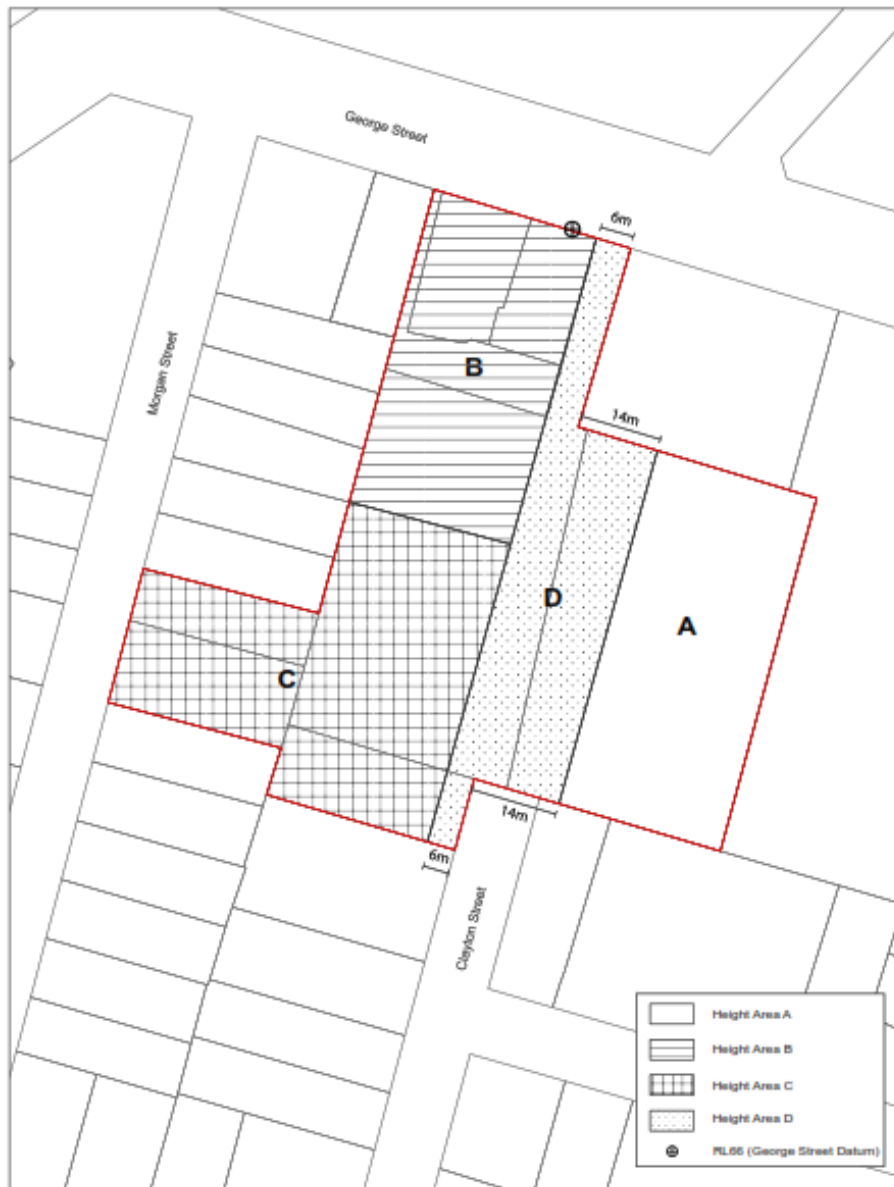 George Street
6m
Morgan Street
B
14m
D
A
C
14m
6m
Clayton Street
Height Area A
Height Area B
Height Area C
Height Area D
RL66 (George Street Datum)